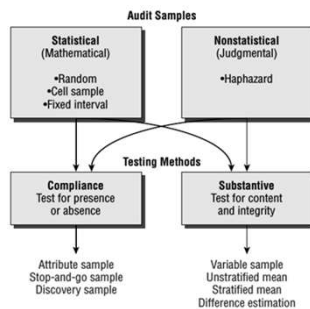 Audit Samples
Statistical
(Mathematical)
•Random
•Cell sample
•Fixed interval
Nonstatistical
(Judgmental)
•Haphazard
Testing Methods
Compliance
Test for presence
or absence
Substantive
Test for content
and integrity
Attribute sample
Stop-and-go sample
Discovery sample
Variable sample
Unstratified mean
Stratified mean
Difference estimation